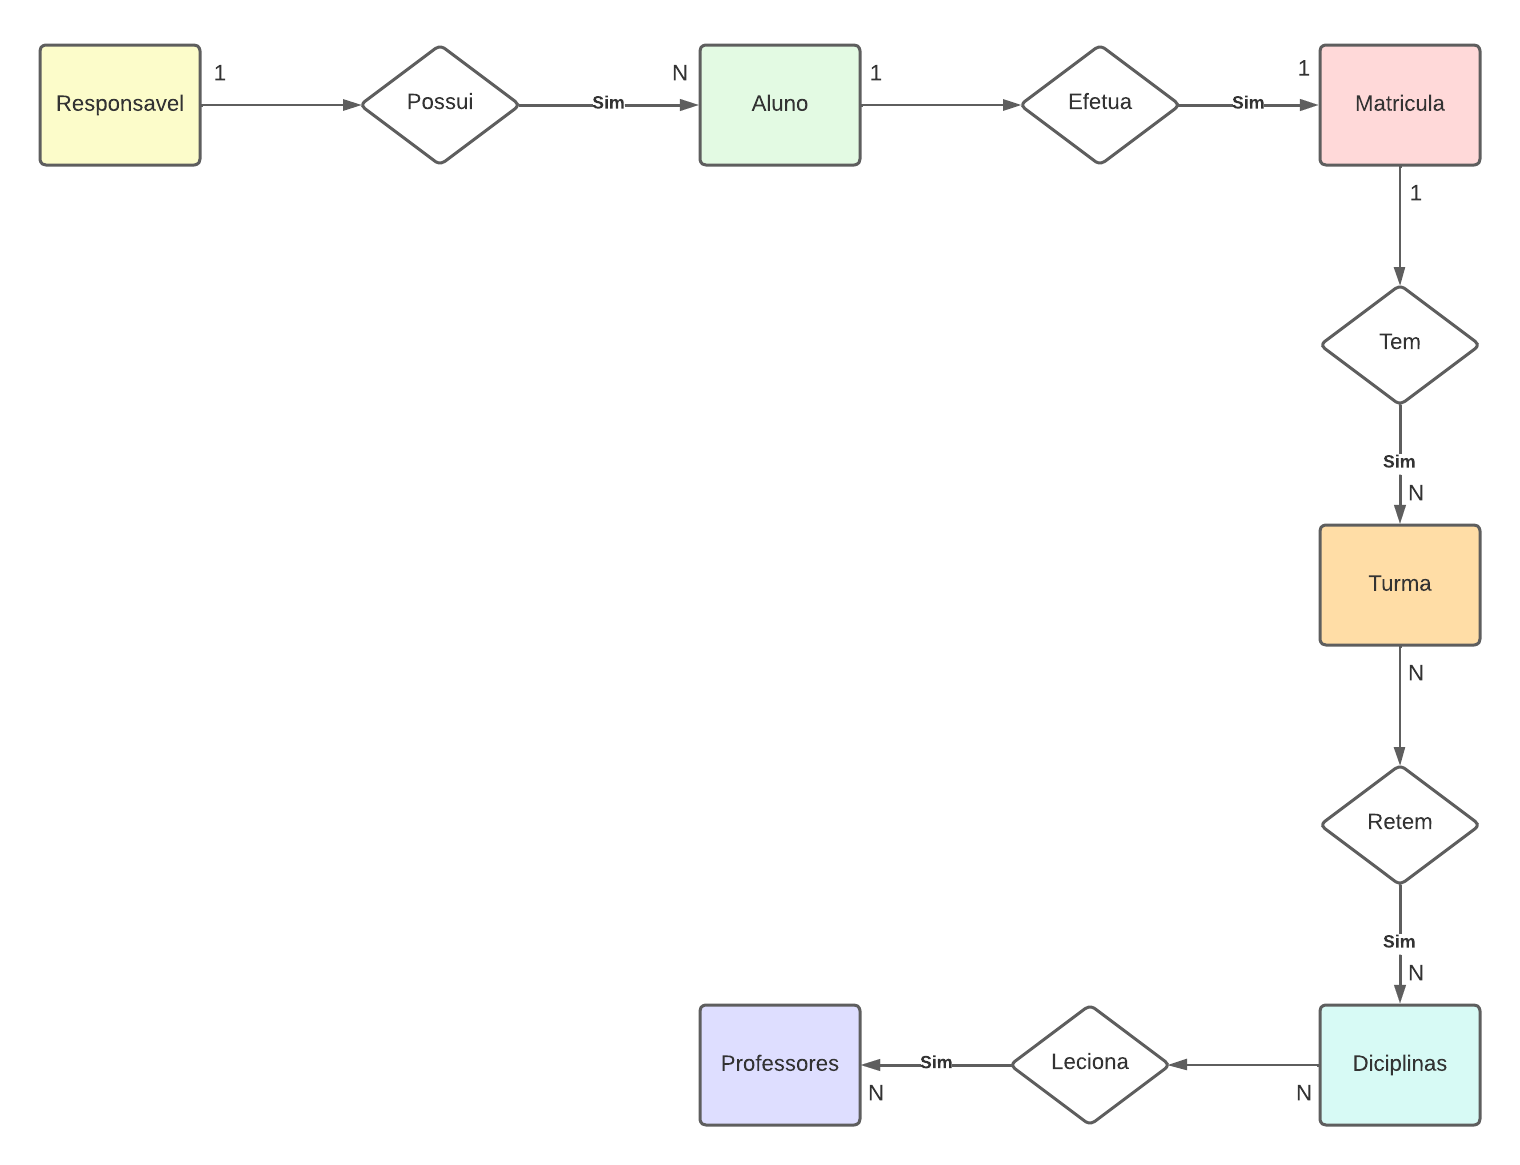 Responsavel
1
Possui
Sim
N
Aluno
1
Efetua
Sim
1
Matricula
1
Tem
Sim
N
Turma
N
Retem
Sim
N
Diciplinas
N
Leciona
Sim
N
Professores